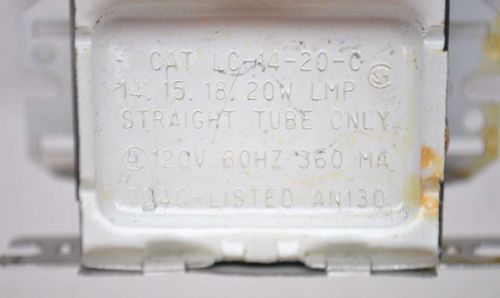 CAT. LC-14-20-C
14. 15. 18. 20W LMP
STRAIGHT TUBE ONLY
120V 60HZ 360 MA
-LISTED AN130